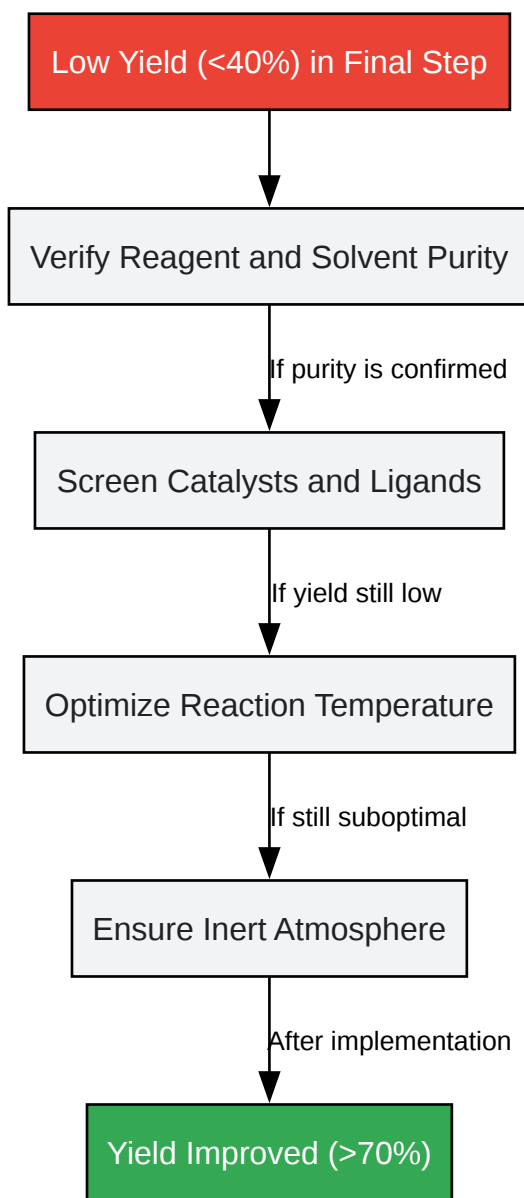 Low Yield (<40%) in Final Step
Verify Reagent and Solvent Purity
If purity is confirmed
Screen Catalysts and Ligands
If yield still low
Optimize Reaction Temperature
If still suboptimal
Ensure Inert Atmosphere
After implementation
Yield Improved (>70%)